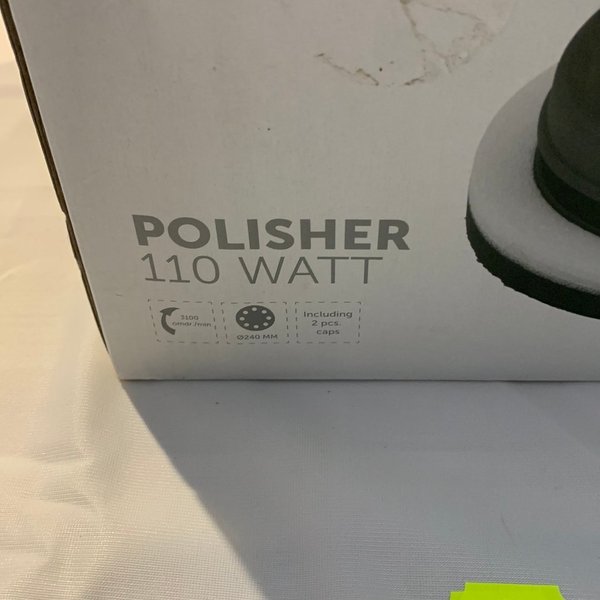 POLISHER
110 WATT
3100
omdr./min
Ø240 MM
Including
2 pcs.
caps